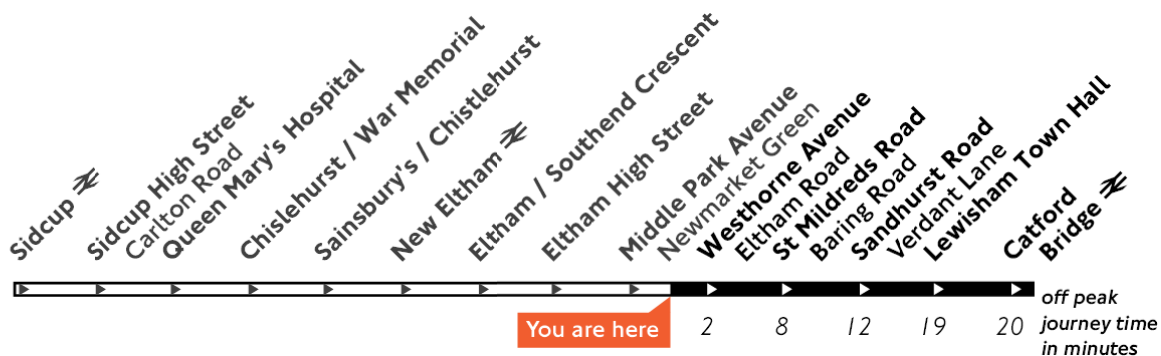 Sidcup
Sidcup High Street
Carlton Road
Queen Mary's Hospital
Chislehurst / War Memorial
Sainsbury's / Chistlehurst
New Eltham
Eltham / Southend Crescent
Eltham High Street
Middle Park Avenue
Newmarket Green
Westhorne Avenue
Eltham Road
St Mildreds Road
Baring Road
Sandhurst Road
Verdant Lane
Lewisham Town Hall
Catford
Bridge
You are here
2 8 12 19 20
off peak
journey time
in minutes